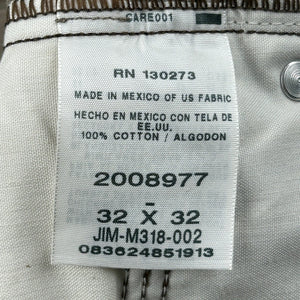 CARE001
RN 130273
MADE IN MEXICO OF US FABRIC
HECHO EN MEXICO CON TELA DE
EE.UU.
100% COTTON / ALGODON
2008977
-
32 X 32
JIM-M318-002
083624851913